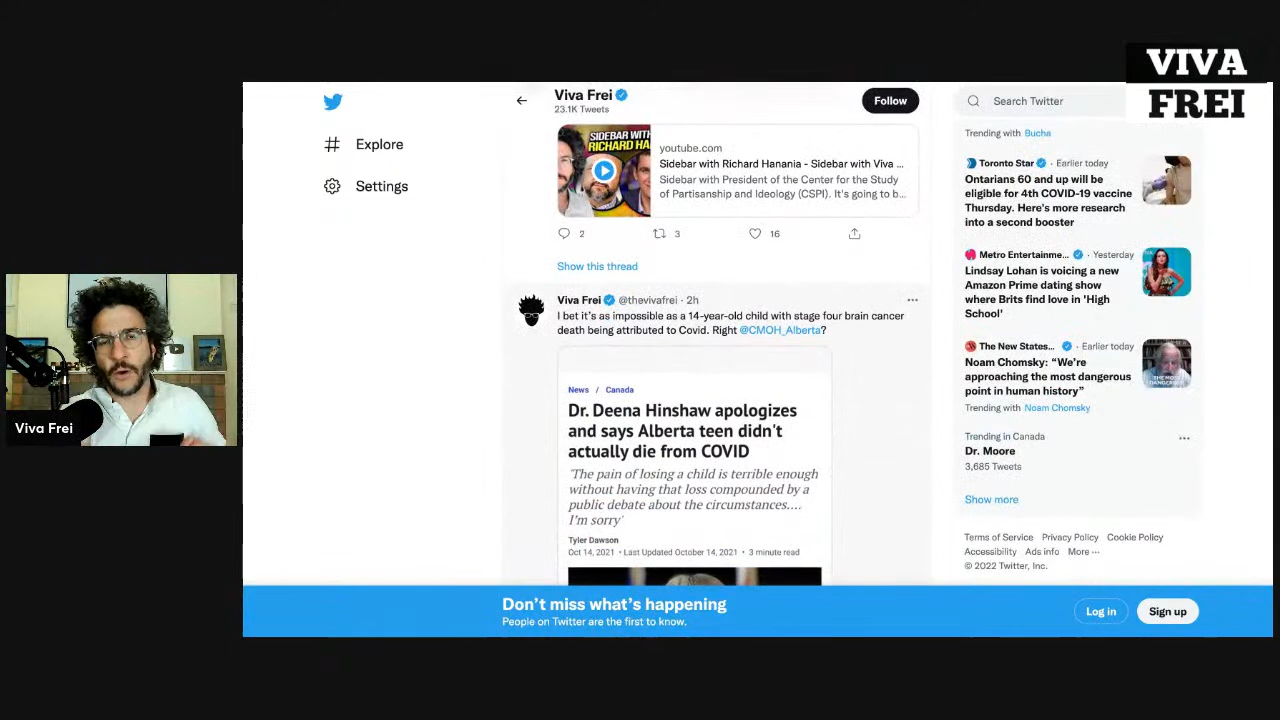 VIVA
FREI
Viva Frei
Explore
Settings
Viva Frei
23.1K Tweets
Follow
SIDEBAR WITH
RICHARD HA
youtube.com
Sidebar with Richard Hanania - Sidebar with Viva ...
Sidebar with President of the Center for the Study
of Partisanship and Ideology (CSPI). It's going to b...
2
3
16
Show this thread
Viva Frei @thevivafrei · 2h
I bet it's as impossible as a 14-year-old child with stage four brain cancer
death being attributed to Covid. Right @CMOH_Alberta?
News / Canada
Dr. Deena Hinshaw apologizes
and says Alberta teen didn't
actually die from COVID
'The pain of losing a child is terrible enough
without having that loss compounded by a
public debate about the circumstances....
I'm sorry'
Tyler Dawson
Oct 14, 2021 • Last Updated October 14, 2021 • 3 minute read
Search Twitter
Trending with Bucha
Toronto Star · Earlier today
Ontarians 60 and up will be
eligible for 4th COVID-19 vaccine
Thursday. Here's more research
into a second booster
Metro Entertainme... · Yesterday
Lindsay Lohan is voicing a new
Amazon Prime dating show
where Brits find love in 'High
School'
The New States... · Earlier today
Noam Chomsky: "We're
approaching the most dangerous
point in human history"
Trending with Noam Chomsky
Trending in Canada
Dr. Moore
3,685 Tweets
Show more
Terms of Service Privacy Policy Cookie Policy
Accessibility Ads info More ···
© 2022 Twitter, Inc.
Don't miss what's happening
People on Twitter are the first to know.
Log in
Sign up